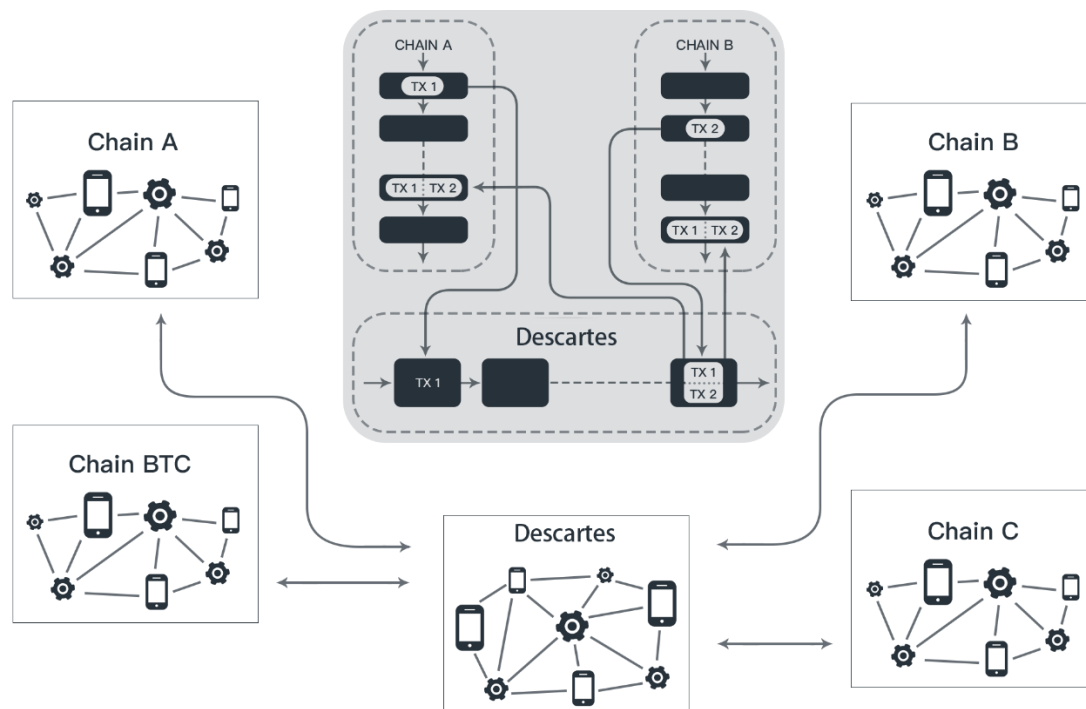 CHAIN A
TX 1
TX 1 TX 2
CHAIN B
TX 2
TX 1 TX 2
Descartes
TX 1
TX 1
TX 2
Chain A
Chain B
Chain BTC
Descartes
Chain C